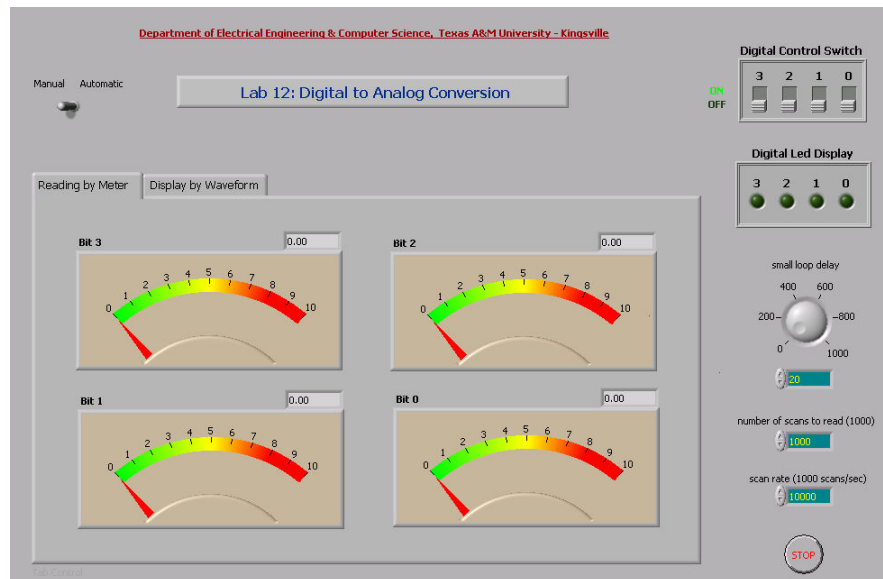 Department of Electrical Engineering & Computer Science, Texas A&M University - Kingsville
Manual Automatic
Lab 12: Digital to Analog Conversion
Digital Control Switch
3 2 1 0
ON
OFF
Digital Led Display
3 2 1 0
Reading by Meter
Display by Waveform
Bit 3
0.00
0 1 2 3 4 5 6 7 8 9 10
Bit 2
0.00
0 1 2 3 4 5 6 7 8 9 10
Bit 1
0.00
0 1 2 3 4 5 6 7 8 9 10
Bit 0
0.00
0 1 2 3 4 5 6 7 8 9 10
small loop delay
400 600
200 800
0 1000
20
number of scans to read (1000)
1000
scan rate (1000 scans/sec)
10000
STOP
Tab Control